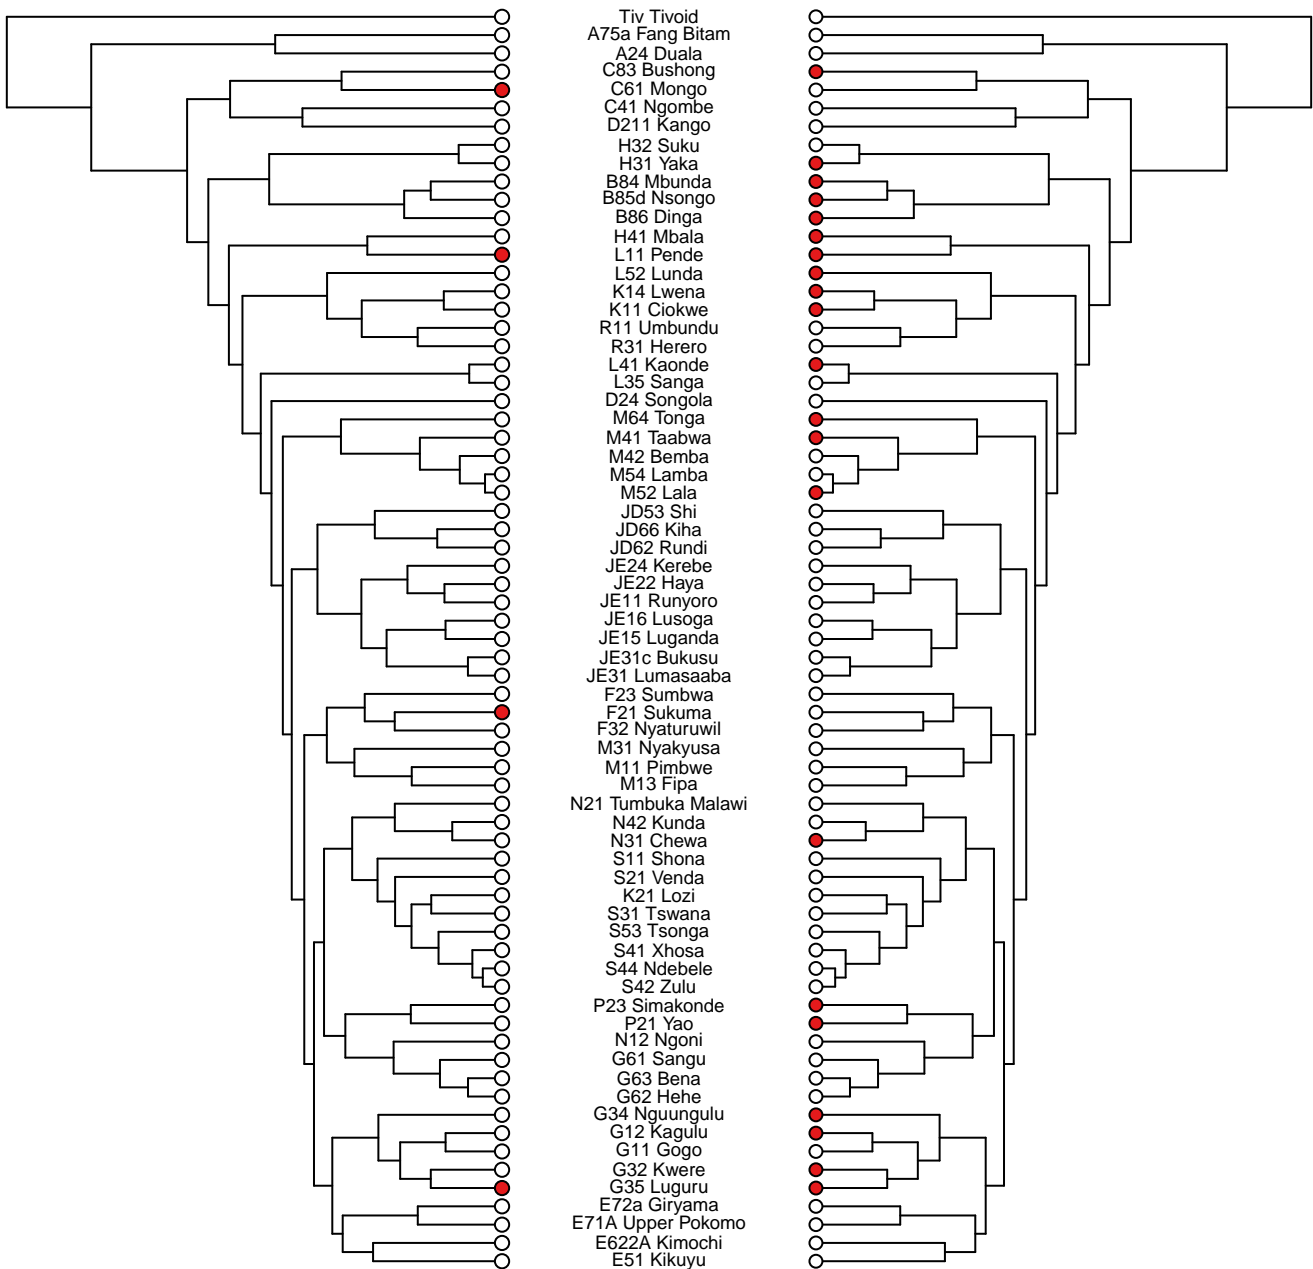 Tiv Tivoid
A75a Fang Bitam
A24 Duala
C83 Bushong
C61 Mongo
C41 Ngombe
D211 Kango
H32 Suku
H31 Yaka
B84 Mbunda
B85d Nsongo
B86 Dinga
H41 Mbala
L11 Pende
L52 Lunda
K14 Lwena
K11 Ciokwe
R11 Umbundu
R31 Herero
L41 Kaonde
L35 Sanga
D24 Songola
M64 Tonga
M41 Taabwa
M42 Bemba
M54 Lamba
M52 Lala
JD53 Shi
JD66 Kiha
JD62 Rundi
JE24 Kerebe
JE22 Haya
JE11 Runyoro
JE16 Lusoga
JE15 Luganda
JE31c Bukusu
JE31 Lumasaaba
F23 Sumbwa
F21 Sukuma
F32 Nyaturuwil
M31 Nyakyusa
M11 Pimbwe
M13 Fipa
N21 Tumbuka Malawi
N42 Kunda
N31 Chewa
S11 Shona
S21 Venda
K21 Lozi
S31 Tswana
S53 Tsonga
S41 Xhosa
S44 Ndebele
S42 Zulu
P23 Simakonde
P21 Yao
N12 Ngoni
G61 Sangu
G63 Bena
G62 Hehe
G34 Nguungulu
G12 Kagulu
G11 Gogo
G32 Kwere
G35 Luguru
E72a Giryama
E71A Upper Pokomo
E622A Kimochi
E51 Kikuyu